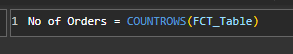 1 No of Orders = COUNTROWS(FCT_Table)